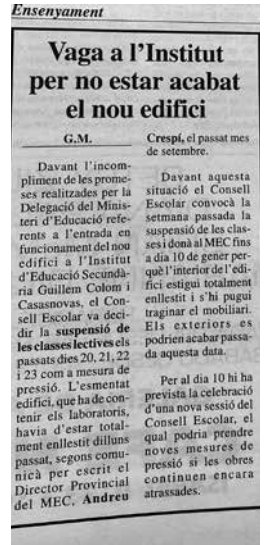 Ensenyament
Vaga a l'Institut
per no estar acabat
el nou edifici
G.M.
Davant l'incom-
pliment de les prome-
ses realitzades per la
Delegació del Minis-
teri d'Educació refe-
rents a l'entrada en
funcionament del nou
edifici a l'Institut
d'Educació Secundà-
ria Guillem Colom i
Casasnovas, el Con-
sell Escolar va deci-
dir la suspensión de
les classes lectives els
passats dies 20, 21, 22
i 23 com a mesura de
pressió. L'esmentat
edifici, que ha de con-
tenir els laboratoris,
havia d'estar total-
ment enllestit dilluns
passat, segons comu-
nicà per escrit el
Director Provincial
del MEC, Andreu
Crespí, el passat mes
de setembre.
Davant aquesta
situació el Consell
Escolar convocà la
setmana passada la
suspensió de les clas-
ses i donà al MEC fins
a dia 10 de gener per-
què l'interior de l'edi-
fici estigui totalment
enllestit i s'hi pugui
traginar el mobiliari.
Els exteriors es
podrien acabar passa-
da aquesta data.
Per al dia 10 hi ha
prevista la celebració
d'una nova sessió del
Consell Escolar, el
qual podria prendre
noves mesures de
pressió si les obres
continuen encara
atrassades.